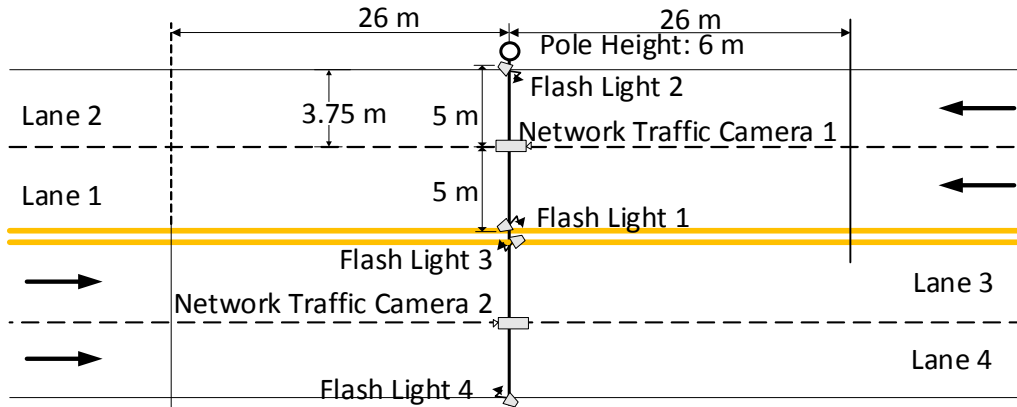 26 m
26 m
Pole Height: 6 m
Flash Light 2
Lane 2
3.75 m
5 m
Network Traffic Camera 1
Lane 1
5 m
Flash Light 1
Flash Light 3
Lane 3
Network Traffic Camera 2
Lane 4
Flash Light 4